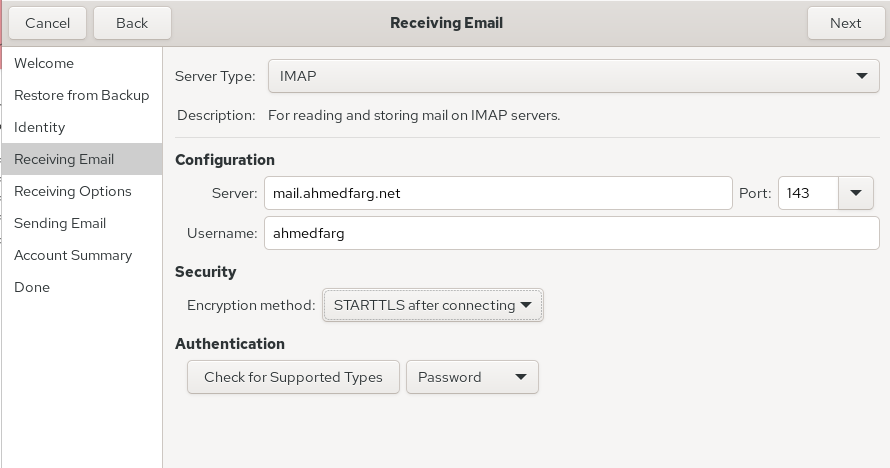 Cancel Back Receiving Email Next
Welcome
Restore from Backup
Identity
Receiving Email
Receiving Options
Sending Email
Account Summary
Done
Server Type: IMAP
Description: For reading and storing mail on IMAP servers.
Configuration
Server: mail.ahmedfarg.net Port: 143
Username: ahmedfarg
Security
Encryption method: STARTTLS after connecting
Authentication
Check for Supported Types Password